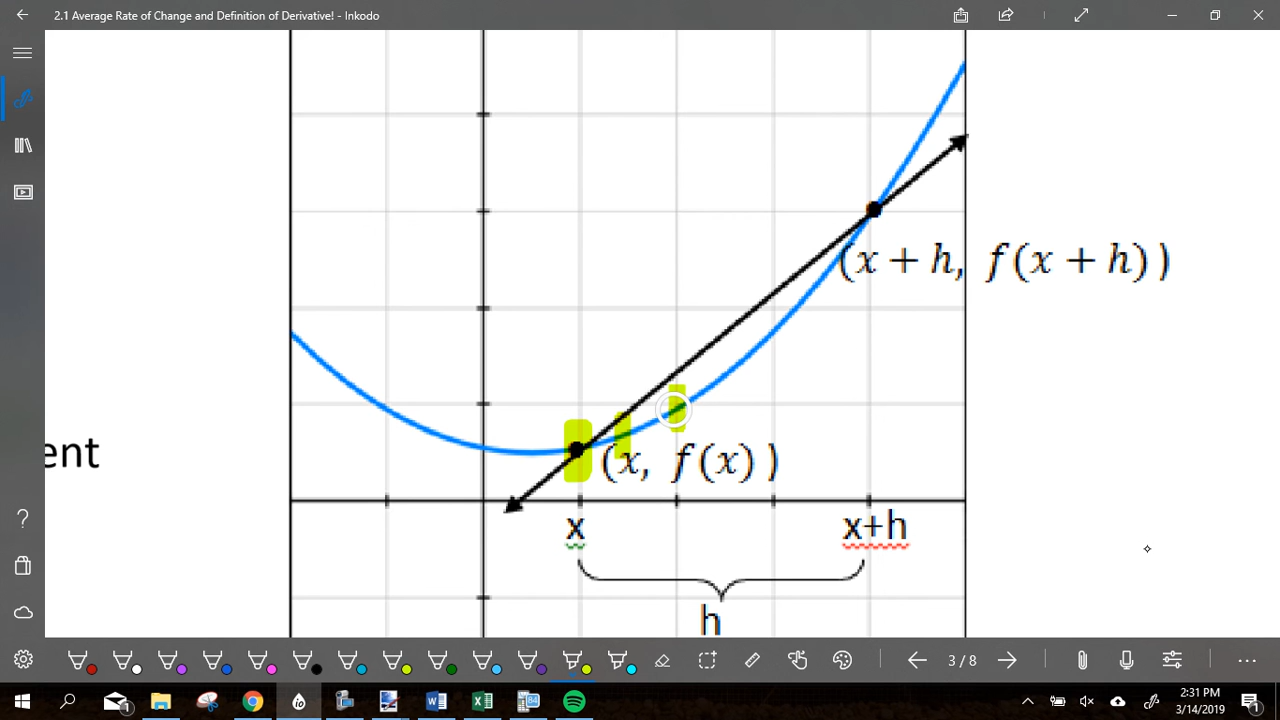 2.1 Average Rate of Change and Definition of Derivative! - Inkodo
(x + h, f(x + h) )
ent
(x, f(x) )
x x+h
h
3 / 8
2:31 PM
3/14/2019